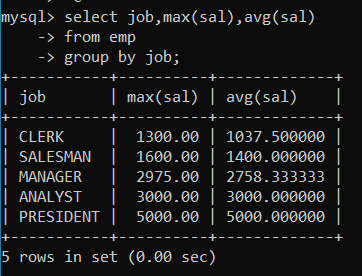 mysql> select job,max(sal),avg(sal)
    -> from emp
    -> group by job;
+-----------+----------+-------------+
| job       | max(sal) | avg(sal)    |
+-----------+----------+-------------+
| CLERK     |  1300.00 | 1037.500000 |
| SALESMAN  |  1600.00 | 1400.000000 |
| MANAGER   |  2975.00 | 2758.333333 |
| ANALYST   |  3000.00 | 3000.000000 |
| PRESIDENT |  5000.00 | 5000.000000 |
+-----------+----------+-------------+
5 rows in set (0.00 sec)